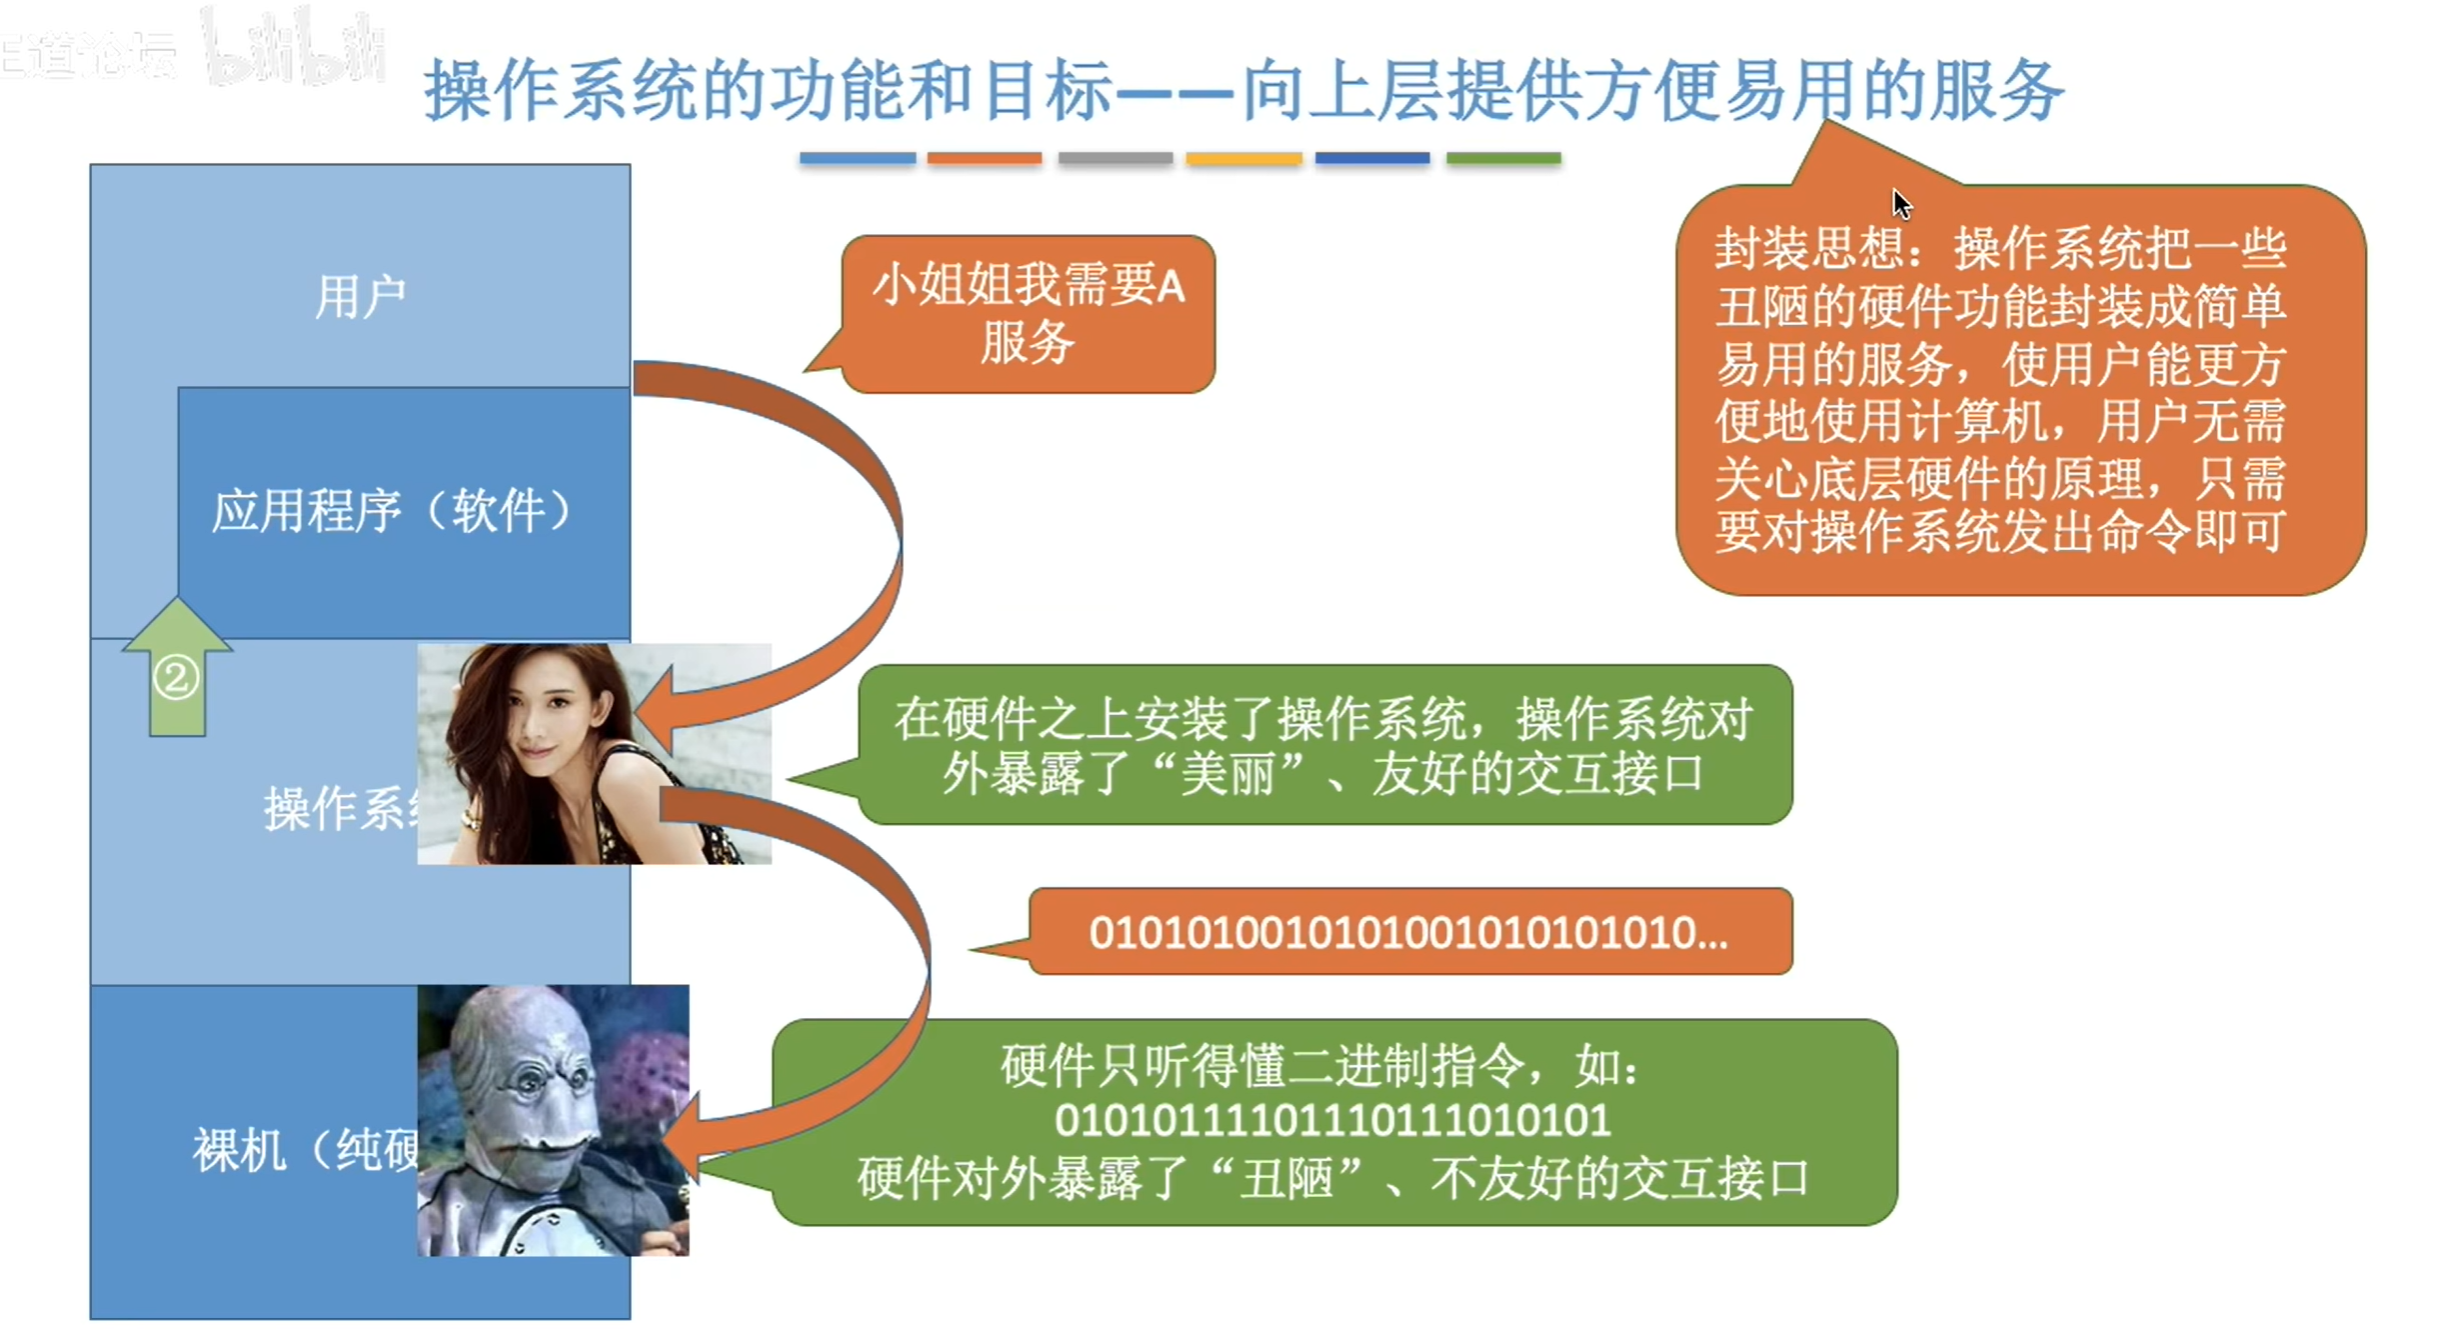 王道论坛 bilibili
操作系统的功能和目标——向上层提供方便易用的服务
用户
应用程序（软件）
②
操作系
裸机（纯硬
小姐姐我需要A
服务
封装思想：操作系统把一些
丑陋的硬件功能封装成简单
易用的服务，使用户能更方
便地使用计算机，用户无需
关心底层硬件的原理，只需
要对操作系统发出命令即可
在硬件之上安装了操作系统，操作系统对
外暴露了“美丽”、友好的交互接口
01010100101010010101010​10...
硬件只听得懂二进制指令，如：
01010111101110111010101
硬件对外暴露了“丑陋”、不友好的交互接口